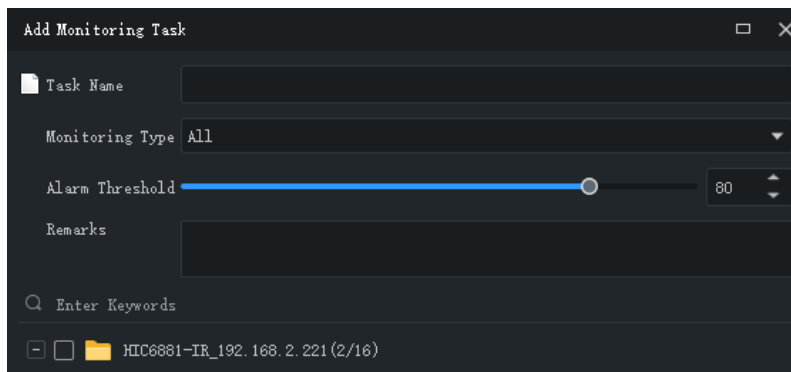 Add Monitoring Task
Task Name
Monitoring Type All
Alarm Threshold 80
Remarks
Enter Keywords
HIC6881-IR_192.168.2.221(2/16)